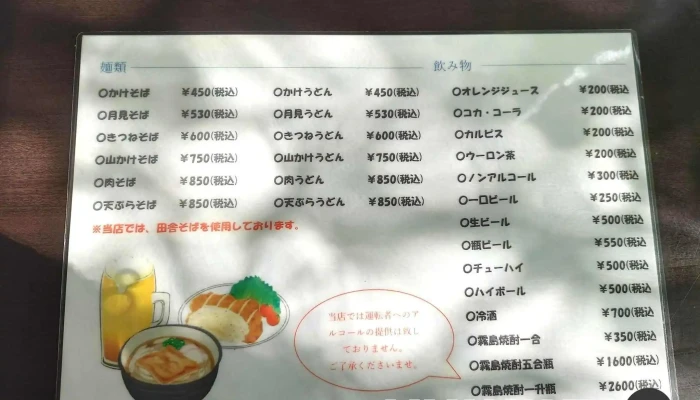 麺類
〇かけそば ￥450(税込)
〇月見そば ￥530(税込)
〇きつねそば ￥600(税込)
〇山かけそば ￥750(税込)
〇肉そば ￥850(税込)
〇天ぷらそば ￥850(税込)
〇かけうどん ￥450(税込)
〇月見うどん ￥530(税込)
〇きつねうどん ￥600(税込)
〇山かけうどん ￥750(税込)
〇肉うどん ￥850(税込)
〇天ぷらうどん ￥850(税込)
※当店では、田舎そばを使用しております。
飲み物
〇オレンジジュース ￥200(税込
〇コカ・コーラ ￥200(税込
〇カルピス ￥200(税込
〇ウーロン茶 ￥200(税込
〇ノンアルコール ￥300(税込
〇一口ビール ￥250(税込
〇生ビール ￥500(税込
〇瓶ビール ￥550(税込
〇チューハイ ￥500(税込
〇ハイボール ￥500(税込
〇冷酒 ￥700(税込
〇霧島焼酎一合 ￥350(税込
〇霧島焼酎五合瓶 ￥1600(税込)
〇霧島焼酎一升瓶 ￥2600(税込)
当店では運転者へのア
ルコールの提供は致し
ておりません。
ご了承くださいませ。